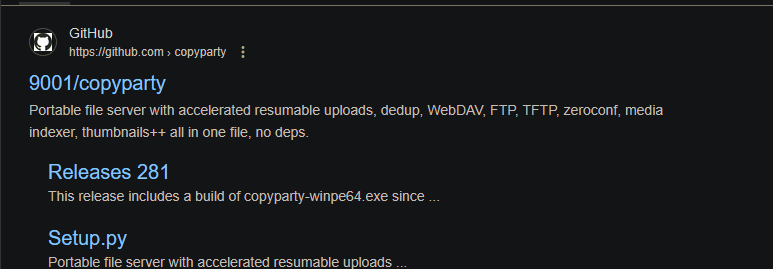 GitHub
https://github.com › copyparty
9001/copyparty
Portable file server with accelerated resumable uploads, dedup, WebDAV, FTP, TFTP, zeroconf, media
indexer, thumbnails++ all in one file, no deps.
Releases 281
This release includes a build of copyparty-winpe64.exe since ...
Setup.py
Portable file server with accelerated resumable uploads ...